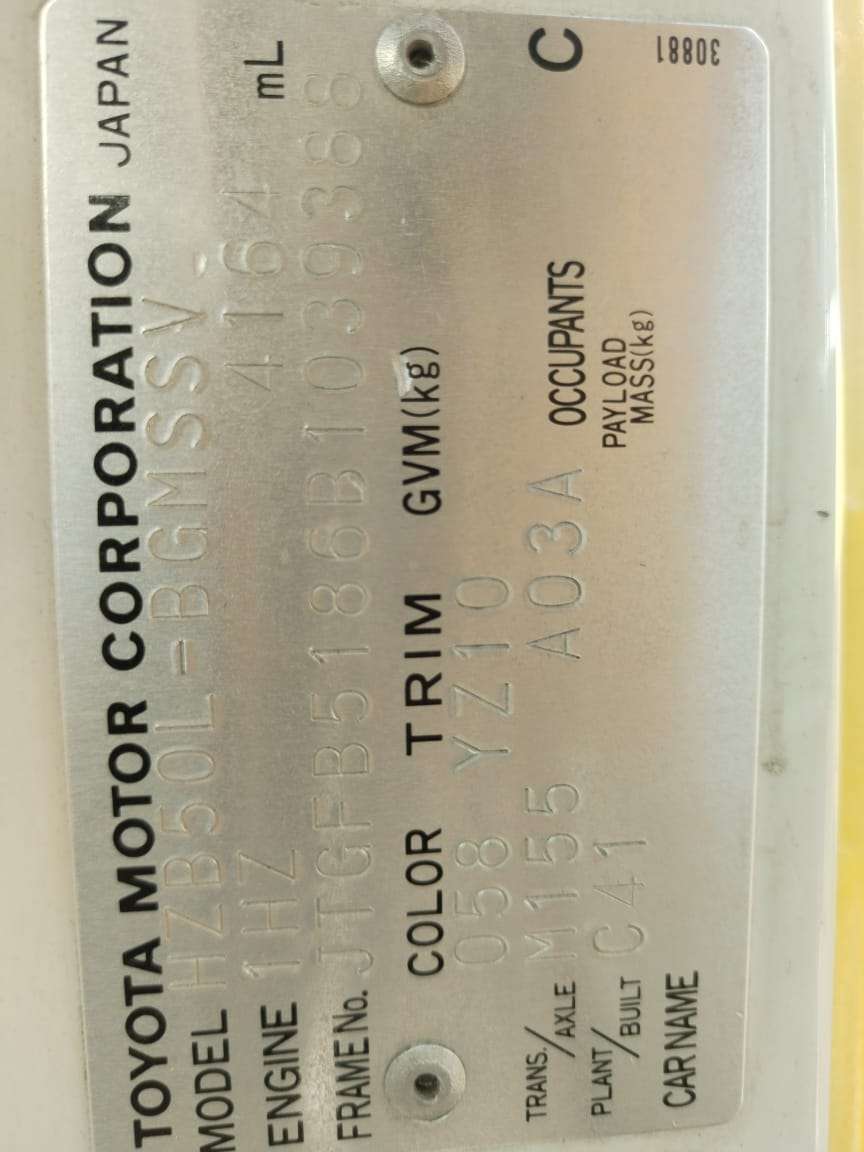 TOYOTA MOTOR CORPORATION JAPAN
MODEL HZB50L-BGMSSV
ENGINE 1HZ 4164 mL
FRAME No. JTGFB5186B1039388
COLOR TRIM GVM(kg)
058 YZ10
TRANS./AXLE M155 A03A OCCUPANTS C
PLANT/BUILT C41 PAYLOAD MASS(kg)
CAR NAME 30881